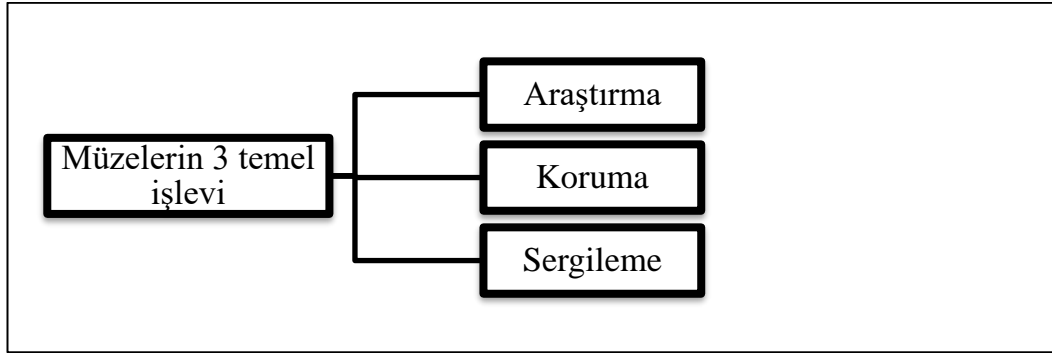 Müzelerin 3 temel
işlevi
Araştırma
Koruma
Sergileme